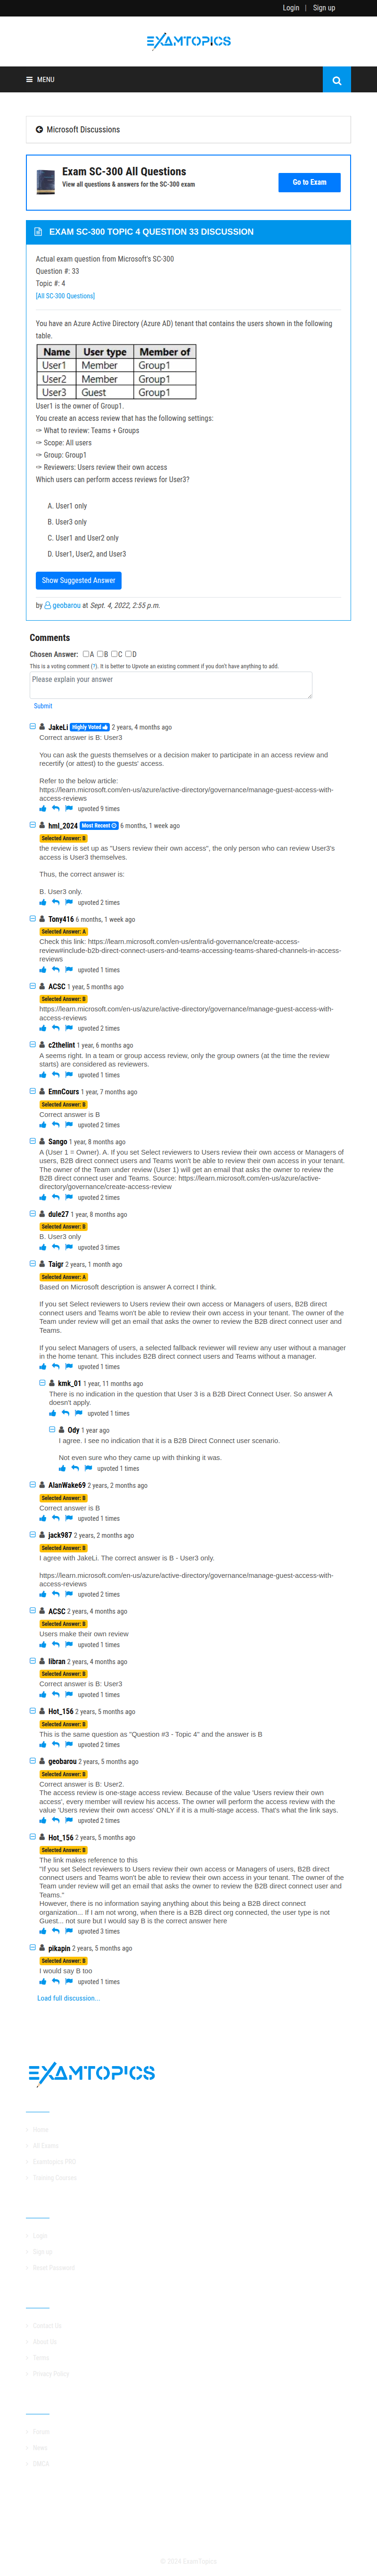 Login | Sign up
EXAMTOPICS
MENU
Microsoft Discussions
Exam SC-300 All Questions
View all questions & answers for the SC-300 exam
Go to Exam
EXAM SC-300 TOPIC 4 QUESTION 33 DISCUSSION
Actual exam question from Microsoft's SC-300
Question #: 33
Topic #: 4
[All SC-300 Questions]
You have an Azure Active Directory (Azure AD) tenant that contains the users shown in the following
table.
Name User type Member of
User1 Member Group1
User2 Member Group1
User3 Guest Group1
User1 is the owner of Group1.
You create an access review that has the following settings:
✑ What to review: Teams + Groups
✑ Scope: All users
✑ Group: Group1
✑ Reviewers: Users review their own access
Which users can perform access reviews for User3?
A. User1 only
B. User3 only
C. User1 and User2 only
D. User1, User2, and User3
Show Suggested Answer
by geobarou at Sept. 4, 2022, 2:55 p.m.
Comments
Chosen Answer: A B C D
This is a voting comment (?). It is better to Upvote an existing comment if you don't have anything to add.
Please explain your answer
Submit
JakeLi Highly Voted 2 years, 4 months ago
Correct answer is B: User3
You can ask the guests themselves or a decision maker to participate in an access review and
recertify (or attest) to the guests' access.
Refer to the below article:
https://learn.microsoft.com/en-us/azure/active-directory/governance/manage-guest-access-with-
access-reviews
upvoted 9 times
hml_2024 Most Recent 6 months, 1 week ago
Selected Answer: B
the review is set up as "Users review their own access", the only person who can review User3's
access is User3 themselves.
Thus, the correct answer is:
B. User3 only.
upvoted 2 times
Tony416 6 months, 1 week ago
Selected Answer: A
Check this link: https://learn.microsoft.com/en-us/entra/id-governance/create-access-
review#include-b2b-direct-connect-users-and-teams-accessing-teams-shared-channels-in-access-
reviews
upvoted 1 times
ACSC 1 year, 5 months ago
Selected Answer: B
https://learn.microsoft.com/en-us/azure/active-directory/governance/manage-guest-access-with-
access-reviews
upvoted 2 times
c2thelint 1 year, 6 months ago
A seems right. In a team or group access review, only the group owners (at the time the review
starts) are considered as reviewers.
upvoted 1 times
EmnCours 1 year, 7 months ago
Selected Answer: B
Correct answer is B
upvoted 2 times
Sango 1 year, 8 months ago
A (User 1 = Owner). A. If you set Select reviewers to Users review their own access or Managers of
users, B2B direct connect users and Teams won't be able to review their own access in your tenant.
The owner of the Team under review (User 1) will get an email that asks the owner to review the
B2B direct connect user and Teams. Source: https://learn.microsoft.com/en-us/azure/active-
directory/governance/create-access-review
upvoted 2 times
dule27 1 year, 8 months ago
Selected Answer: B
B. User3 only
upvoted 3 times
Taigr 2 years, 1 month ago
Selected Answer: A
Based on Microsoft description is answer A correct I think.
If you set Select reviewers to Users review their own access or Managers of users, B2B direct
connect users and Teams won't be able to review their own access in your tenant. The owner of the
Team under review will get an email that asks the owner to review the B2B direct connect user and
Teams.
If you select Managers of users, a selected fallback reviewer will review any user without a manager
in the home tenant. This includes B2B direct connect users and Teams without a manager.
upvoted 1 times
kmk_01 1 year, 11 months ago
There is no indication in the question that User 3 is a B2B Direct Connect User. So answer A
doesn't apply.
upvoted 1 times
Ody 1 year ago
I agree. I see no indication that it is a B2B Direct Connect user scenario.
Not even sure why they came up with thinking it was.
upvoted 1 times
AlanWake69 2 years, 2 months ago
Selected Answer: B
Correct answer is B
upvoted 1 times
jack987 2 years, 2 months ago
Selected Answer: B
I agree with JakeLi. The correct answer is B - User3 only.
https://learn.microsoft.com/en-us/azure/active-directory/governance/manage-guest-access-with-
access-reviews
upvoted 2 times
ACSC 2 years, 4 months ago
Selected Answer: B
Users make their own review
upvoted 1 times
libran 2 years, 4 months ago
Selected Answer: B
Correct answer is B: User3
upvoted 1 times
Hot_156 2 years, 5 months ago
Selected Answer: B
This is the same question as "Question #3 - Topic 4" and the answer is B
upvoted 2 times
geobarou 2 years, 5 months ago
Selected Answer: B
Correct answer is B: User2.
The access review is one-stage access review. Because of the value 'Users review their own
access', every member will review his access. The owner will perform the access review with the
value 'Users review their own access' ONLY if it is a multi-stage access. That's what the link says.
upvoted 2 times
Hot_156 2 years, 5 months ago
Selected Answer: B
The link makes reference to this
"If you set Select reviewers to Users review their own access or Managers of users, B2B direct
connect users and Teams won't be able to review their own access in your tenant. The owner of the
Team under review will get an email that asks the owner to review the B2B direct connect user and
Teams."
However, there is no information saying anything about this being a B2B direct connect
organization... If I am not wrong, when there is a B2B direct org connected, the user type is not
Guest... not sure but I would say B is the correct answer here
upvoted 3 times
pikapin 2 years, 5 months ago
Selected Answer: B
I would say B too
upvoted 1 times
Load full discussion...
EXAMTOPICS
Home
All Exams
Examtopics PRO
Training Courses
Login
Sign up
Reset Password
Contact Us
About Us
Terms
Privacy Policy
Forum
News
DMCA
© 2024 ExamTopics